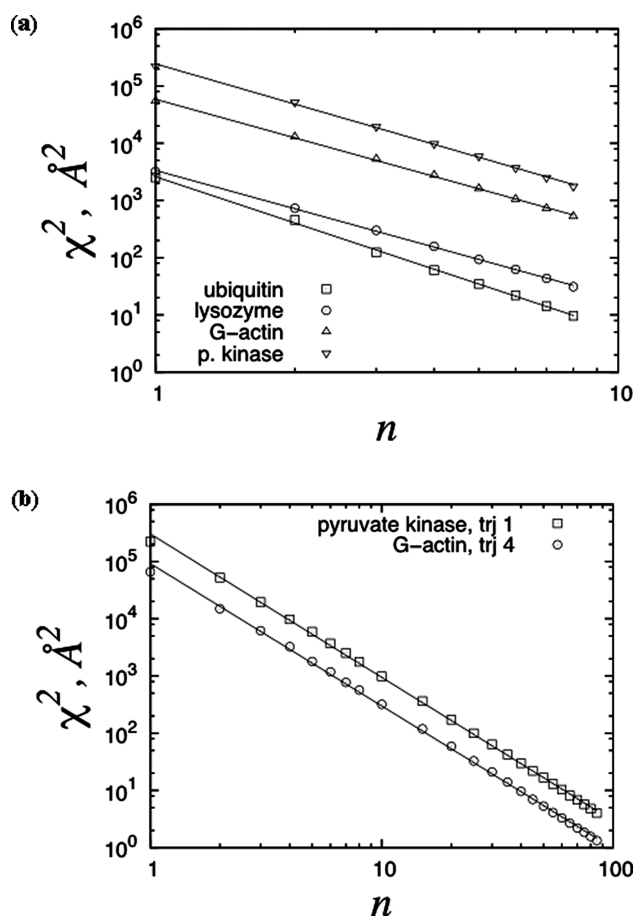 (a)
10^6
10^5
10^4
10^3
10^2
10^1
10^0
χ^2, Å^2
ubiquitin
lysozyme
G-actin
p. kinase
1
10
n
(b)
10^6
10^5
10^4
10^3
10^2
10^1
10^0
χ^2, Å^2
pyruvate kinase, trj 1
G-actin, trj 4
1
10
100
n